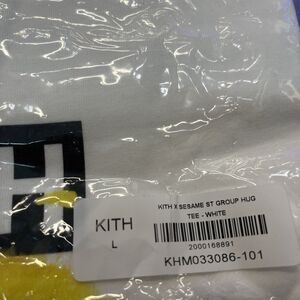 KITH X SESAME ST GROUP HUG
TEE - WHITE
KITH
L
2000168891
KHM033086-101